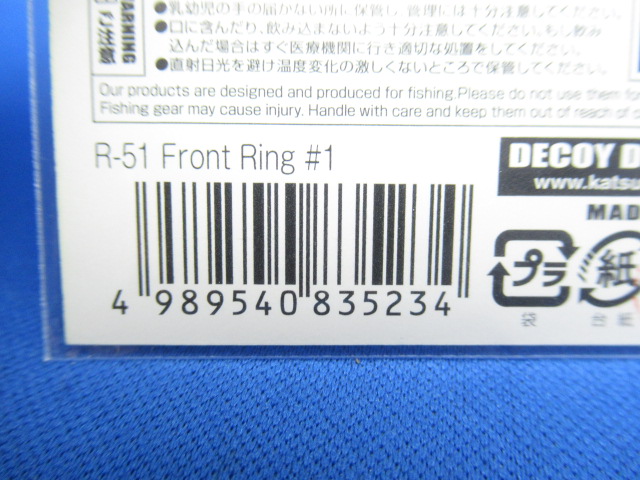 ●乳幼児の手の届かない所に保管し、管理には十分注意してください。
●口に含んだり、飲み込まないよう十分注意してください。もし飲み
込んだ場合はすぐ医療機関に行き適切な処置をしてください。
●直射日光を避け温度変化の激しくないところで保管してください。
WARNING
Our products are designed and produced for fishing.Please do not use them for
Fishing gear may cause injury. Handle with care and keep them out of reach of
R-51 Front Ring #1
DECOY D
www.katsu
MAD
4 989540 835234
プラ
紙
袋
台紙